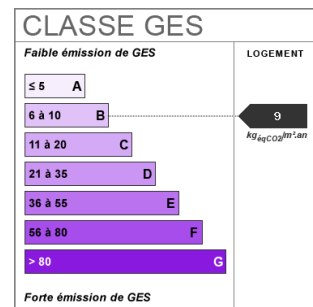 CLASSE GES
Faible émission de GES
LOGEMENT
≤ 5 A
6 à 10 B
9
kgéqCO2/m².an
11 à 20 C
21 à 35 D
36 à 55 E
56 à 80 F
> 80 G
Forte émission de GES